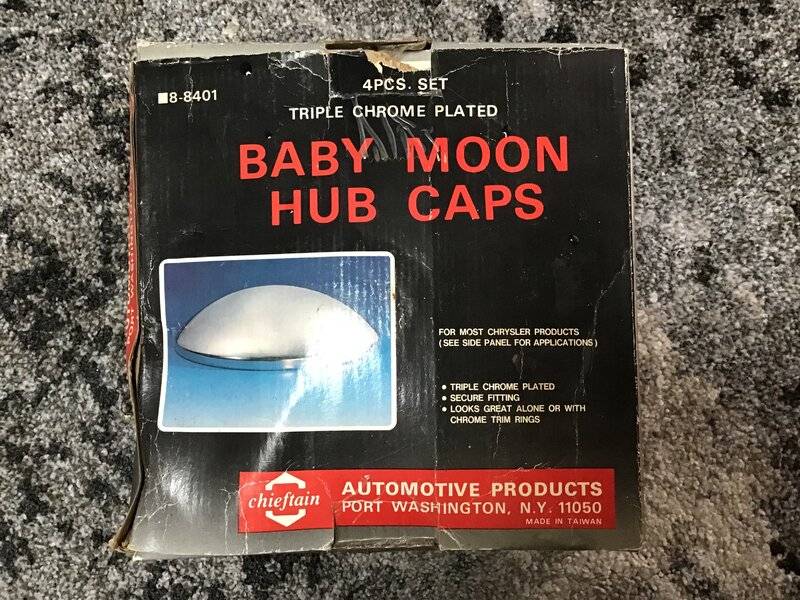 4PCS. SET
■8-8401
TRIPLE CHROME PLATED
BABY MOON
HUB CAPS
FOR MOST CHRYSLER PRODUCTS
(SEE SIDE PANEL FOR APPLICATIONS)
• TRIPLE CHROME PLATED
• SECURE FITTING
• LOOKS GREAT ALONE OR WITH
CHROME TRIM RINGS
chieftain
AUTOMOTIVE PRODUCTS
PORT WASHINGTON, N.Y. 11050
MADE IN TAIWAN